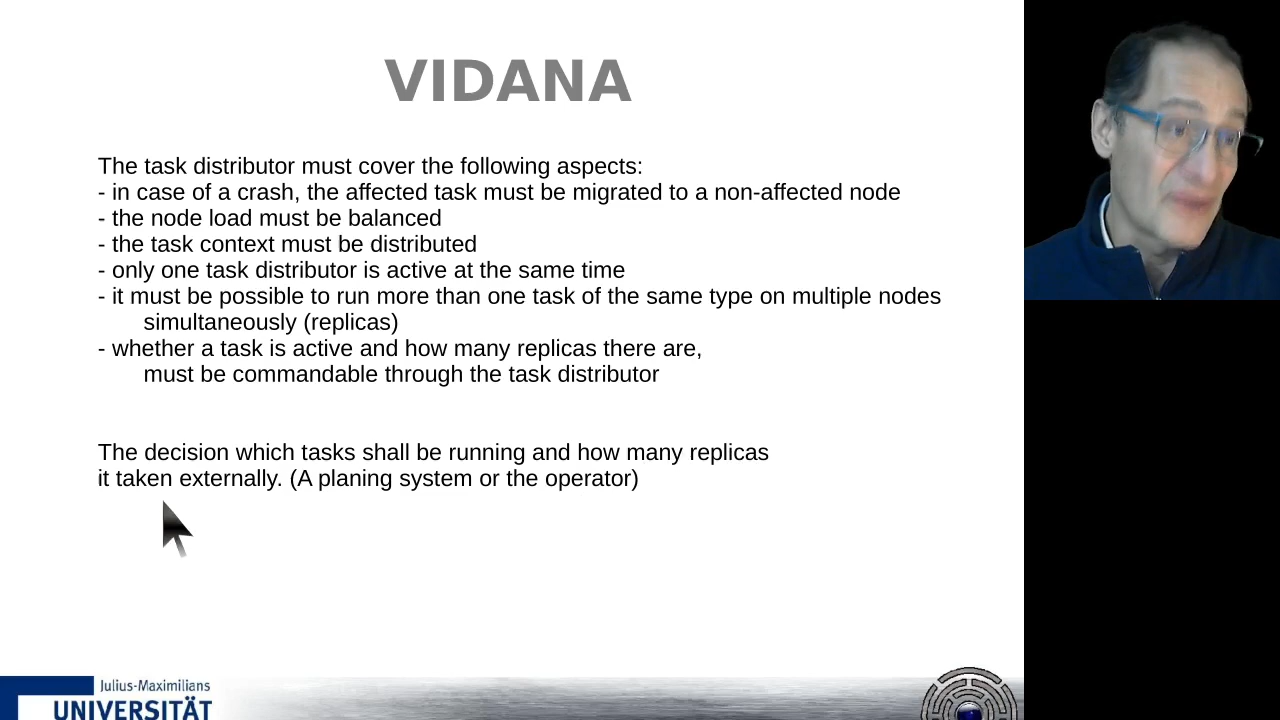 VIDANA
The task distributor must cover the following aspects:
- in case of a crash, the affected task must be migrated to a non-affected node
- the node load must be balanced
- the task context must be distributed
- only one task distributor is active at the same time
- it must be possible to run more than one task of the same type on multiple nodes
simultaneously (replicas)
- whether a task is active and how many replicas there are,
must be commandable through the task distributor
The decision which tasks shall be running and how many replicas
it taken externally. (A planing system or the operator)
Julius-Maximilians
UNIVERSITÄT